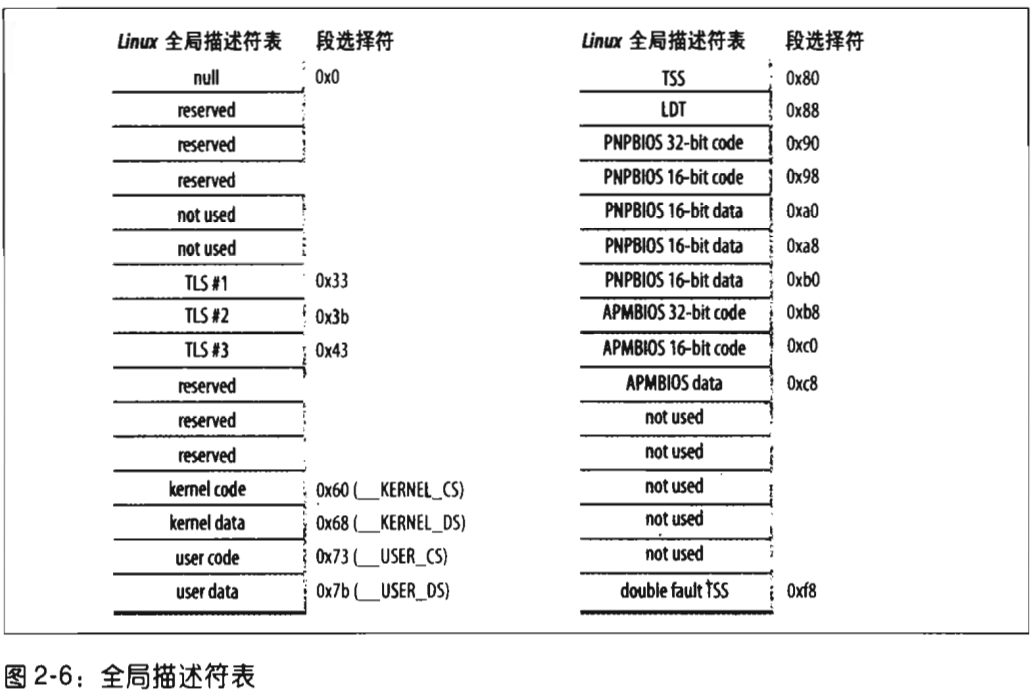 Linux 全局描述符表 段选择符
null 0x0
reserved
reserved
reserved
not used
not used
TLS #1 0x33
TLS #2 0x3b
TLS #3 0x43
reserved
reserved
reserved
kernel code 0x60 (__KERNEL_CS)
kernel data 0x68 (__KERNEL_DS)
user code 0x73 (__USER_CS)
user data 0x7b (__USER_DS)
Linux 全局描述符表 段选择符
TSS 0x80
LDT 0x88
PNPBIOS 32-bit code 0x90
PNPBIOS 16-bit code 0x98
PNPBIOS 16-bit data 0xa0
PNPBIOS 16-bit data 0xa8
PNPBIOS 16-bit data 0xb0
APMBIOS 32-bit code 0xb8
APMBIOS 16-bit code 0xc0
APMBIOS data 0xc8
not used
not used
not used
not used
not used
double fault TSS 0xf8
图 2-6：全局描述符表